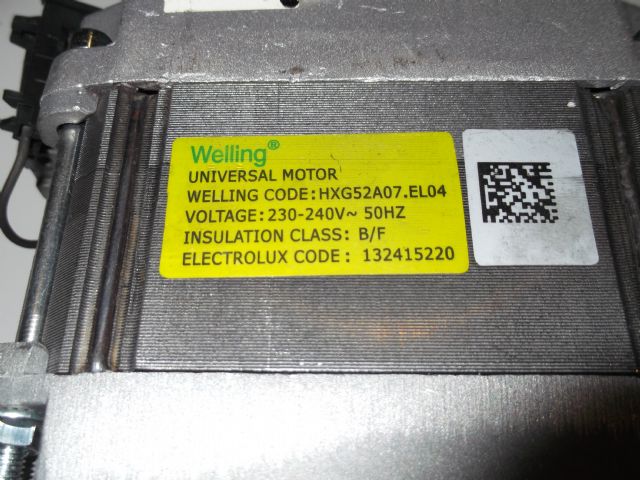 Welling®
UNIVERSAL MOTOR
WELLING CODE:HXG52A07.EL04
VOLTAGE:230-240V~ 50HZ
INSULATION CLASS: B/F
ELECTROLUX CODE: 132415220